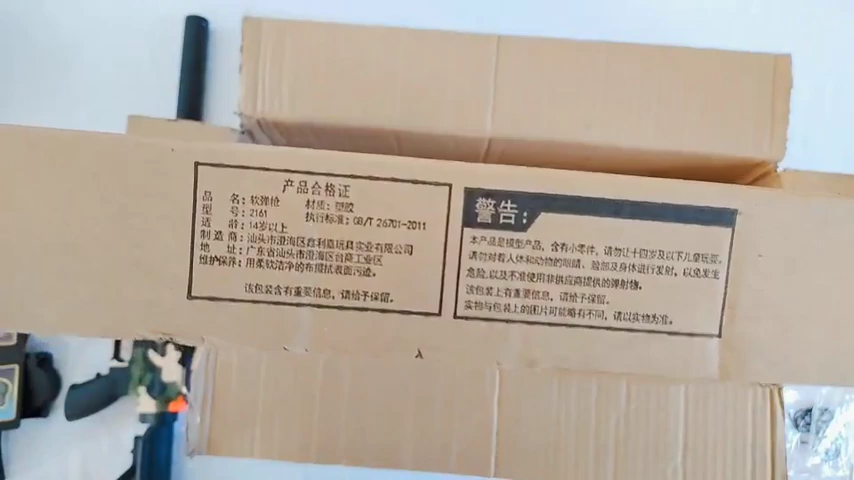 产品合格证
品 名：软弹枪 材质：塑胶
型 号：2161 执行标准：GB/T 26701-2011
适 龄：14岁以上
制 造 商：汕头市澄海区鑫利嘉玩具实业有限公司
地 址：广东省汕头市澄海区台商工业区
维护保养：用柔软洁净的布擦拭表面污迹。
该包装含有重要信息，请给予保留。
警告：
本产品是模型产品，含有小零件，请勿让十四岁及以下儿童玩耍。
请勿对着人体和动物的眼睛、脸部及身体进行发射，以免发生
危险，以及不准使用非供应商提供的弹射物。
该包装上有重要信息，请给予保留。
实物与包装上的图片可能略有不同，请以实物为准。